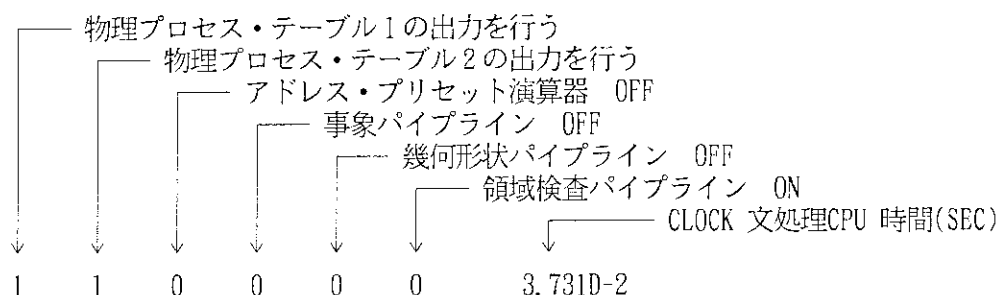 物理プロセス・テーブル1の出力を行う
物理プロセス・テーブル2の出力を行う
アドレス・プリセット演算器 OFF
事象パイプライン OFF
幾何形状パイプライン OFF
領域検査パイプライン ON
CLOCK 文処理CPU 時間(SEC)
1 1 0 0 0 0 3.731D-2